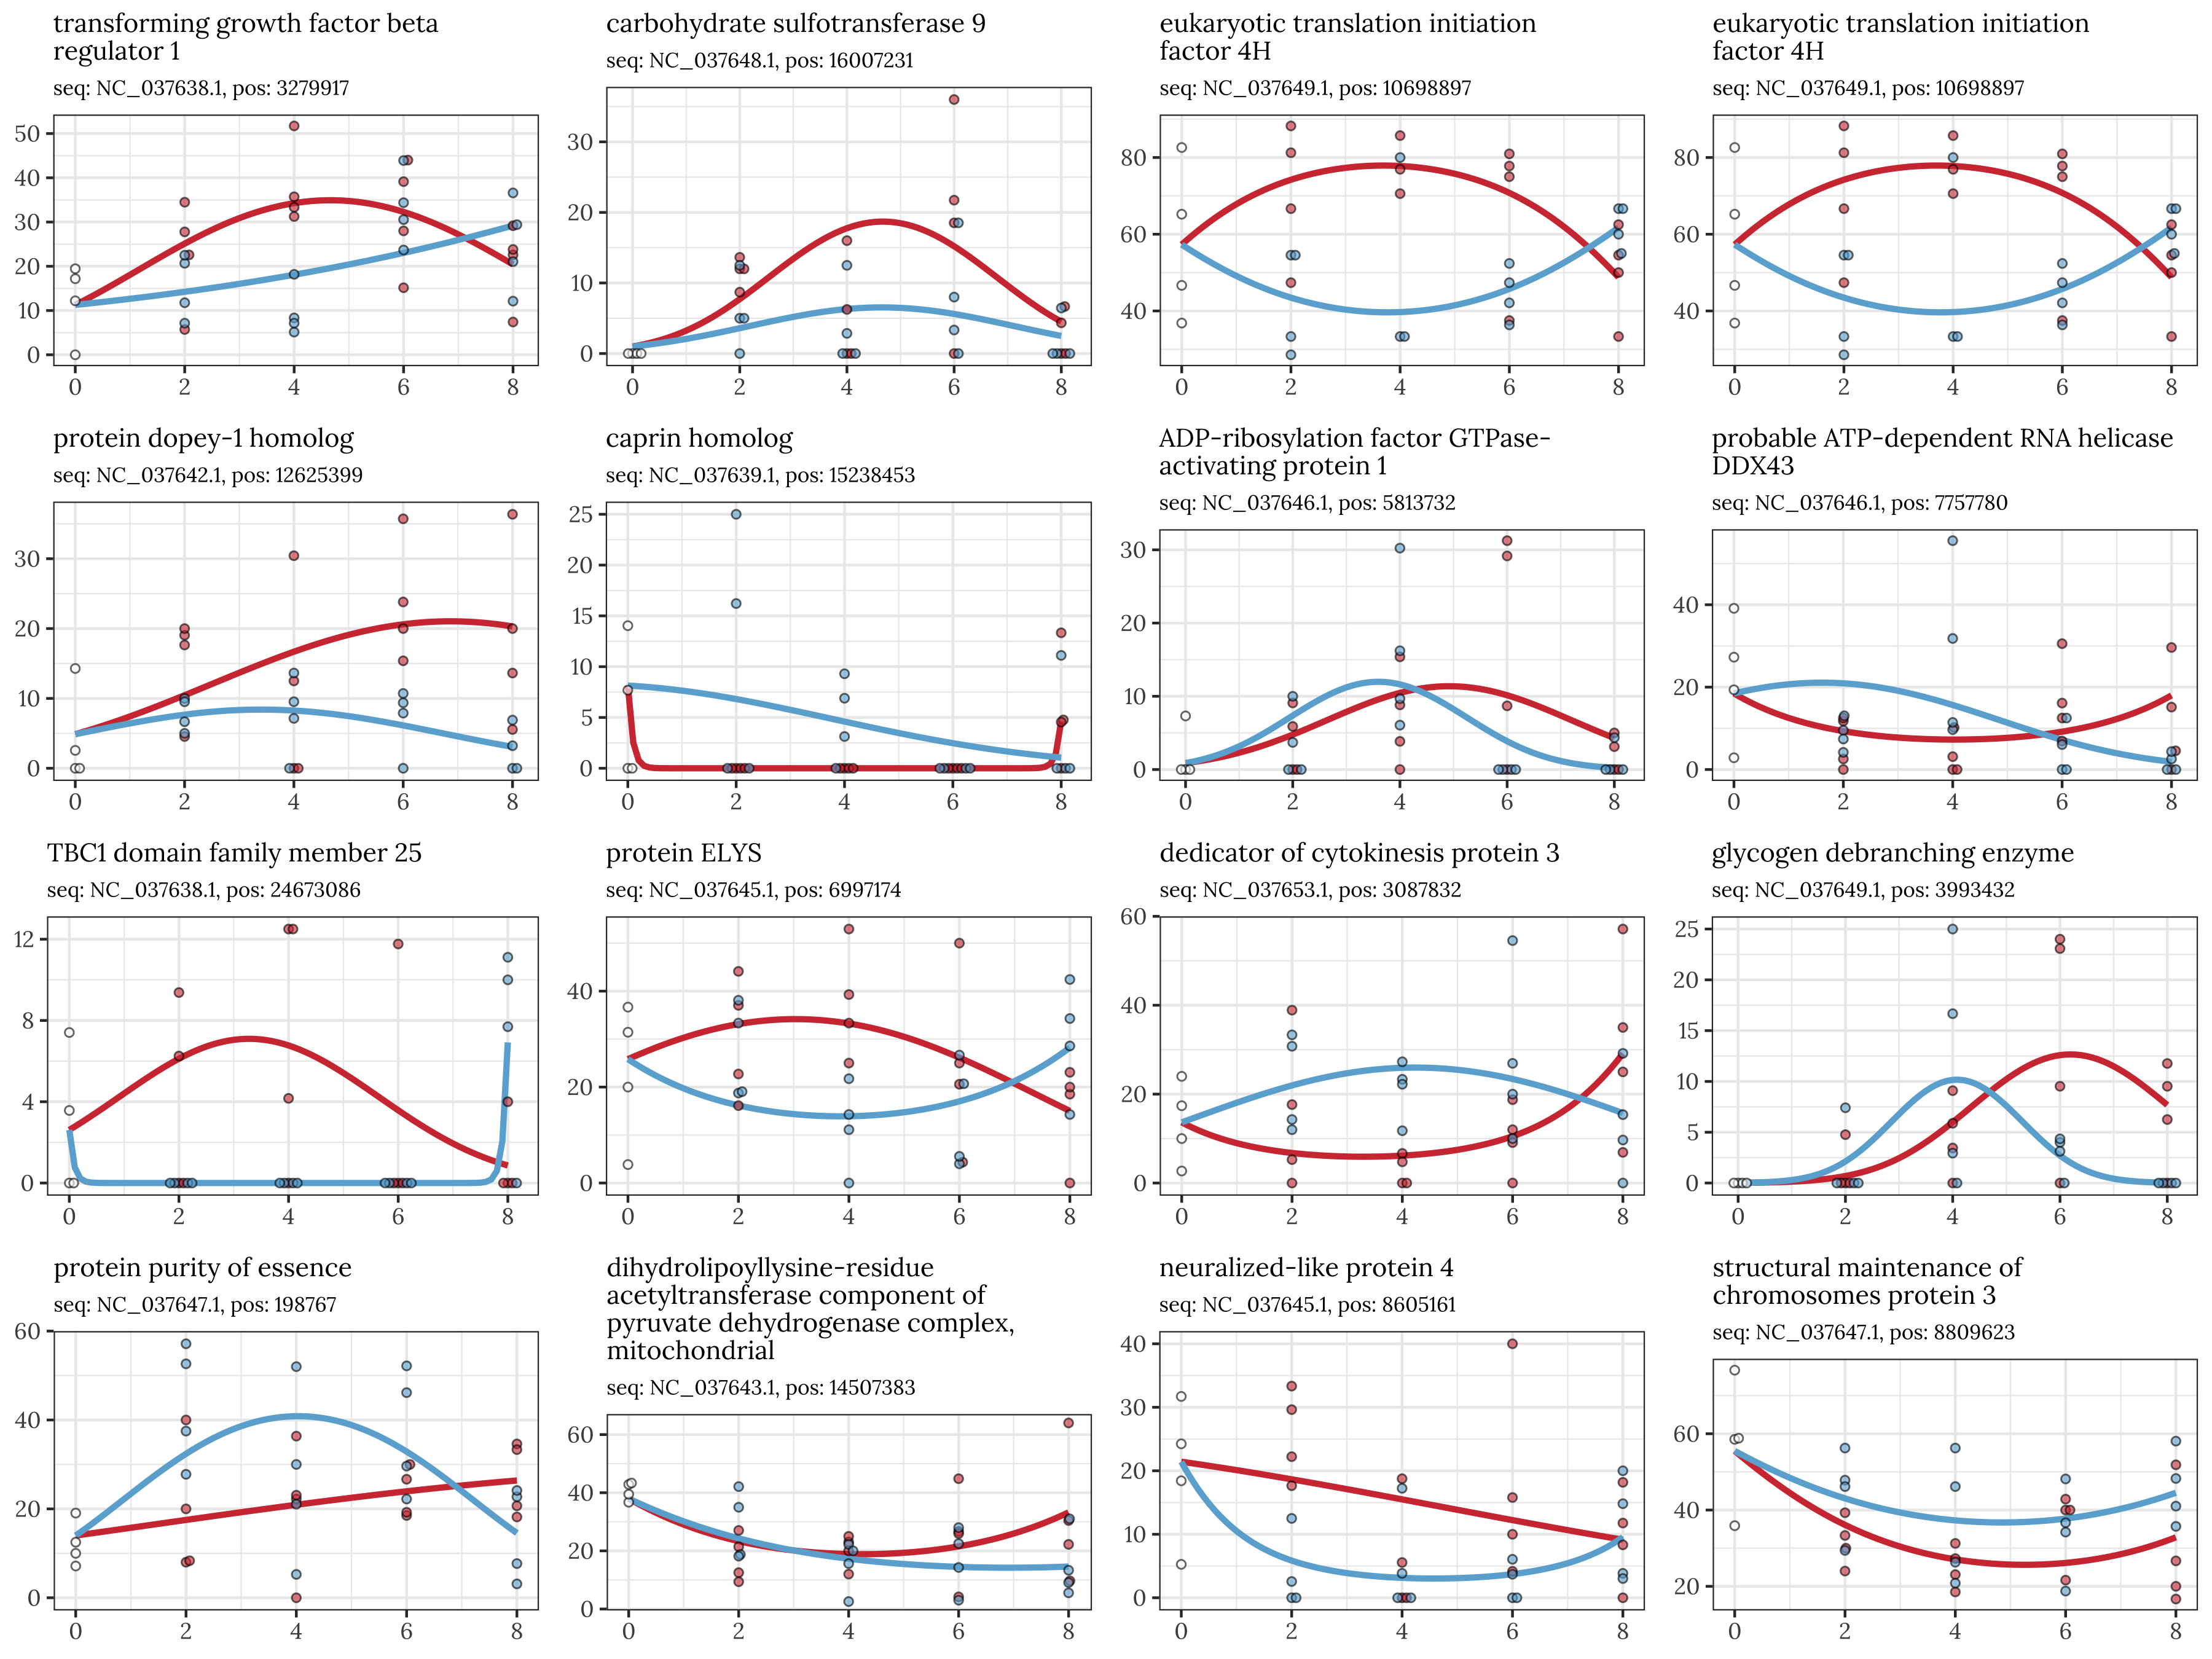 transforming growth factor beta
regulator 1
seq: NC_037638.1, pos: 3279917
50
40
30
20
10
0
0 2 4 6 8
carbohydrate sulfotransferase 9
seq: NC_037648.1, pos: 16007231
30
20
10
0
0 2 4 6 8
eukaryotic translation initiation
factor 4H
seq: NC_037649.1, pos: 10698897
80
60
40
0 2 4 6 8
eukaryotic translation initiation
factor 4H
seq: NC_037649.1, pos: 10698897
80
60
40
0 2 4 6 8
protein dopey-1 homolog
seq: NC_037642.1, pos: 12625399
30
20
10
0
0 2 4 6 8
caprin homolog
seq: NC_037639.1, pos: 15238453
25
20
15
10
5
0
0 2 4 6 8
ADP-ribosylation factor GTPase-
activating protein 1
seq: NC_037646.1, pos: 5813732
30
20
10
0
0 2 4 6 8
probable ATP-dependent RNA helicase
DDX43
seq: NC_037646.1, pos: 7757780
40
20
0
0 2 4 6 8
TBC1 domain family member 25
seq: NC_037638.1, pos: 24673086
12
8
4
0
0 2 4 6 8
protein ELYS
seq: NC_037645.1, pos: 6997174
40
20
0
0 2 4 6 8
dedicator of cytokinesis protein 3
seq: NC_037653.1, pos: 3087832
60
40
20
0
0 2 4 6 8
glycogen debranching enzyme
seq: NC_037649.1, pos: 3993432
25
20
15
10
5
0
0 2 4 6 8
protein purity of essence
seq: NC_037647.1, pos: 198767
60
40
20
0
0 2 4 6 8
dihydrolipoyllysine-residue
acetyltransferase component of
pyruvate dehydrogenase complex,
mitochondrial
seq: NC_037643.1, pos: 14507383
60
40
20
0
0 2 4 6 8
neuralized-like protein 4
seq: NC_037645.1, pos: 8605161
40
30
20
10
0
0 2 4 6 8
structural maintenance of
chromosomes protein 3
seq: NC_037647.1, pos: 8809623
60
40
20
0 2 4 6 8